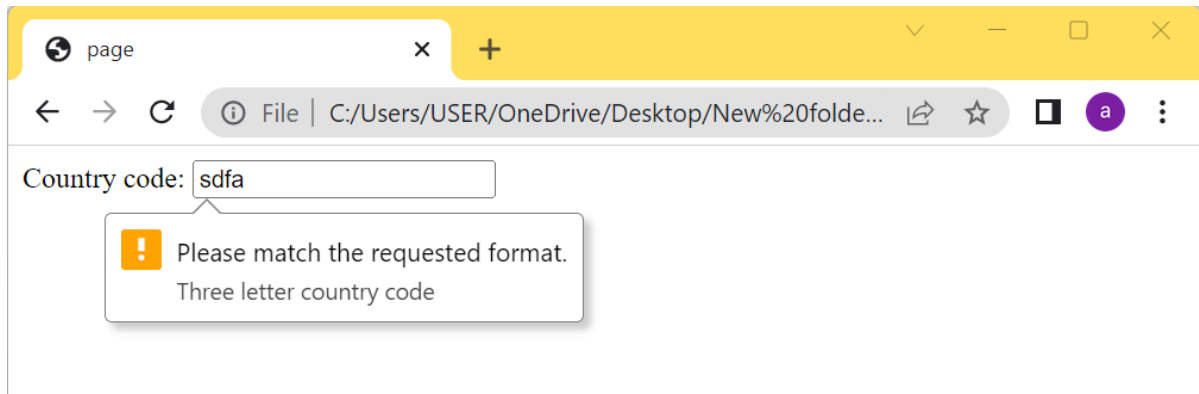 page
File
C:/Users/USER/OneDrive/Desktop/New%20folde...
a
Country code: sdfa
Please match the requested format.
Three letter country code